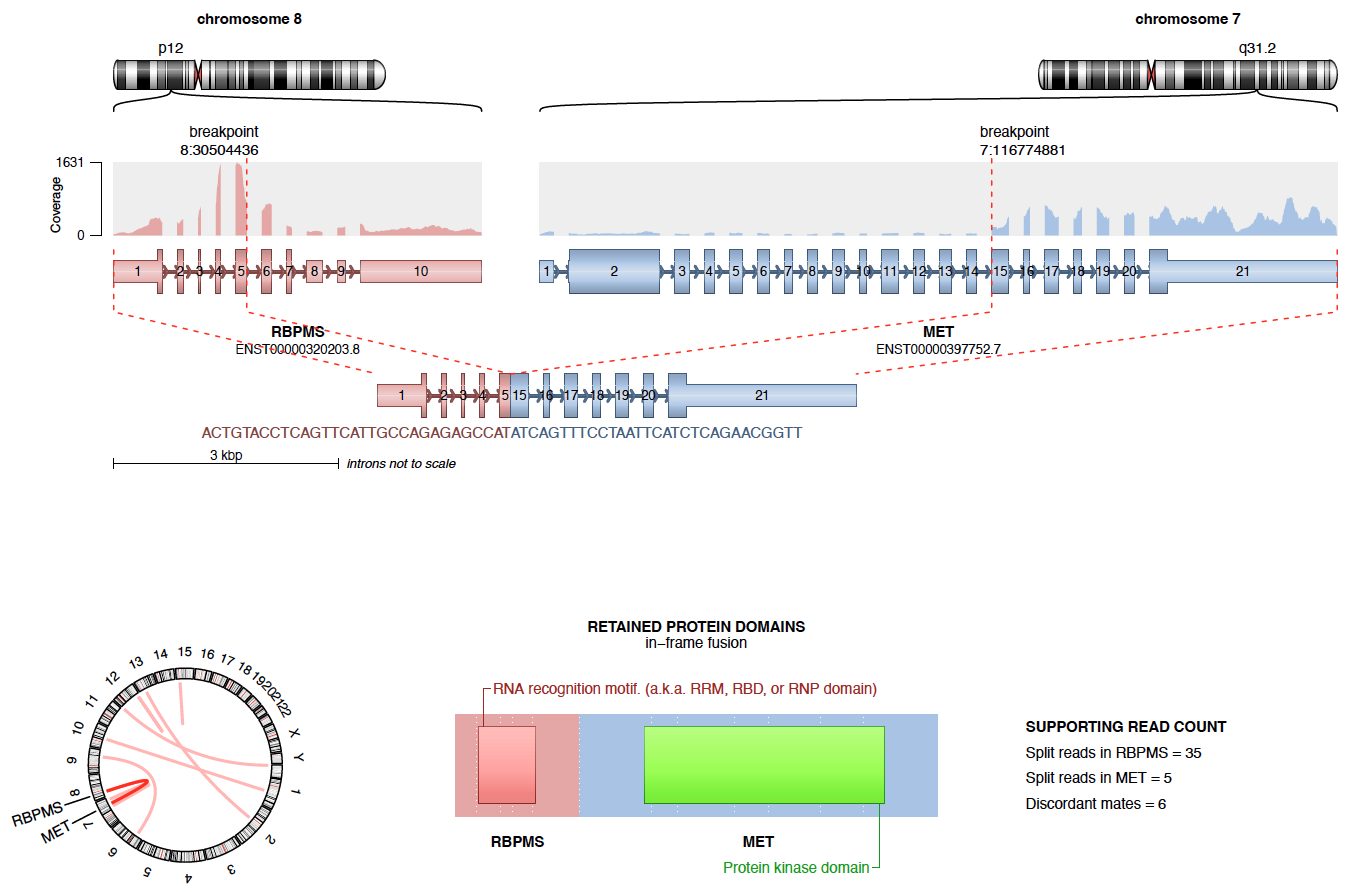 chromosome 8
chromosome 7
p12
q31.2
breakpoint
8:30504436
breakpoint
7:116774881
1631
Coverage
0
1 2 3 4 5 6 7 8 9 10
1 2 3 4 5 6 7 8 9 10 11 12 13 14 15 16 17 18 19 20 21
RBPMS
ENST00000320203.8
MET
ENST00000397752.7
1 2 3 4 5 15 16 17 18 19 20 21
ACTGTACCTCAGTTCATTGCCAGAGAGCCATATCAGTTTCCTAATTCATCTCAGAACGGTT
3 kbp
introns not to scale
1 2 3 4 5 6 7 8 9 10 11 12 13 14 15 16 17 18 19 20 21 22 X Y
RBPMS
MET
RETAINED PROTEIN DOMAINS
in−frame fusion
RNA recognition motif. (a.k.a. RRM, RBD, or RNP domain)
RBPMS
MET
Protein kinase domain
SUPPORTING READ COUNT
Split reads in RBPMS = 35
Split reads in MET = 5
Discordant mates = 6